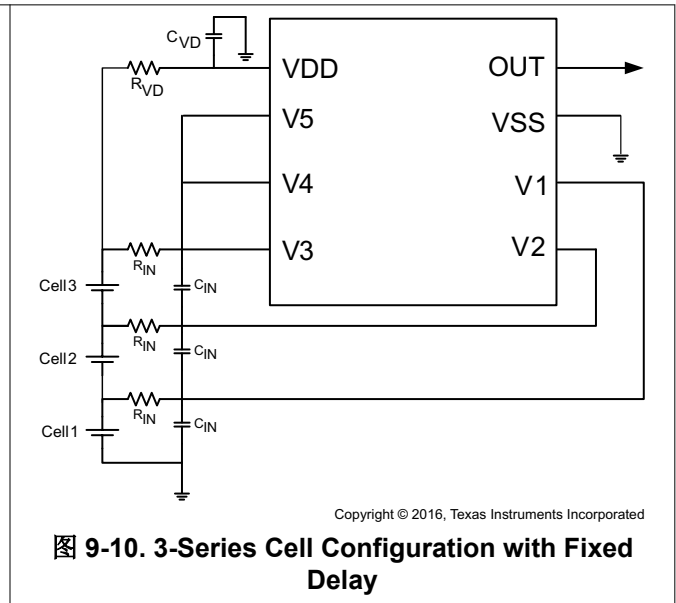 CVD
RVD
VDD
OUT
V5
VSS
V4
V1
V3
V2
RIN
Cell3
CIN
RIN
Cell2
CIN
RIN
Cell1
CIN
Copyright © 2016, Texas Instruments Incorporated
图 9-10. 3-Series Cell Configuration with Fixed
Delay